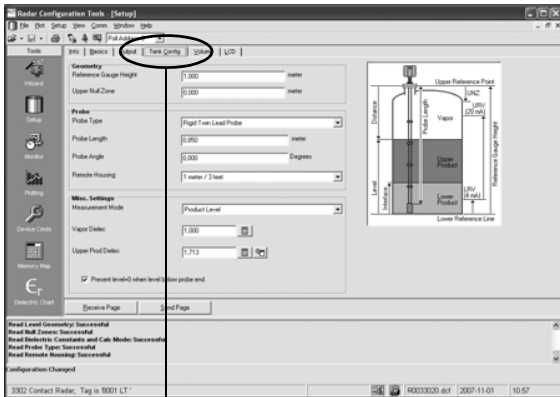 Radar Configuration Tools - [Setup]
File Plot Setup View Comm Window Help
Tools
Info Basics Output Tank Config Volume LCD
Wizard
Setup
Monitor
Plotting
Device Cmds
Memory Map
Dielectric Chart
Geometry
Reference Gauge Height 1,000 meter
Upper Null Zone 0,000 meter
Probe
Probe Type Rigid Twin Lead Probe
Probe Length 0,850 meter
Probe Angle 0,000 Degrees
Remote Housing 1 meter / 3 feet
Misc. Settings
Measurement Mode Product Level
Vapor Dielec 1,000
Upper Prod Dielec 1,713
Present level=0 when level below probe end
Receive Page Send Page
Upper Reference Point
UNZ
URV
(20 mA)
Vapor
Distance
Probe Length
Reference Gauge Height
Upper
Product
Level
Interface
Lower
Product
LRV
(4 mA)
Lower Reference Line
Read Level Geometry: Successful
Read Null Zones: Successful
Read Dielectric Constants and Calc Mode: Successful
Read Probe Type: Successful
Read Remote Housing: Successful
Configuration Changed
3302 Contact Radar, Tag is '8001 LT '
R0033020.dcf 2007-11-01 10:57